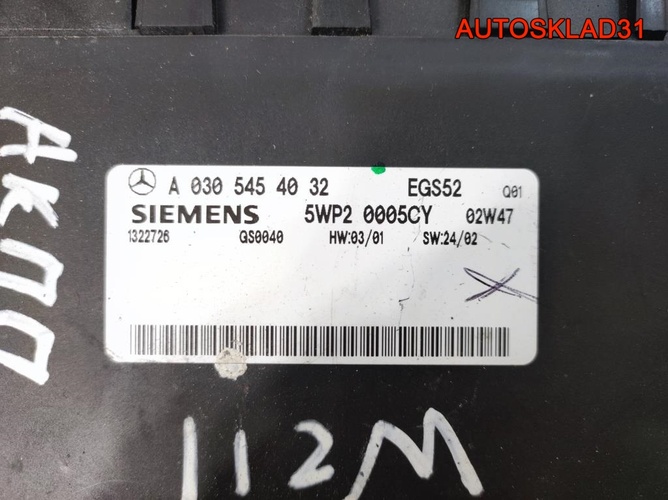 AUTOSKLAD31
АКПП
A 030 545 40 32 EGS52 Q01
SIEMENS 5WP2 0005CY 02W47
1322726 GS0040 HW:03/01 SW:24/02
112M